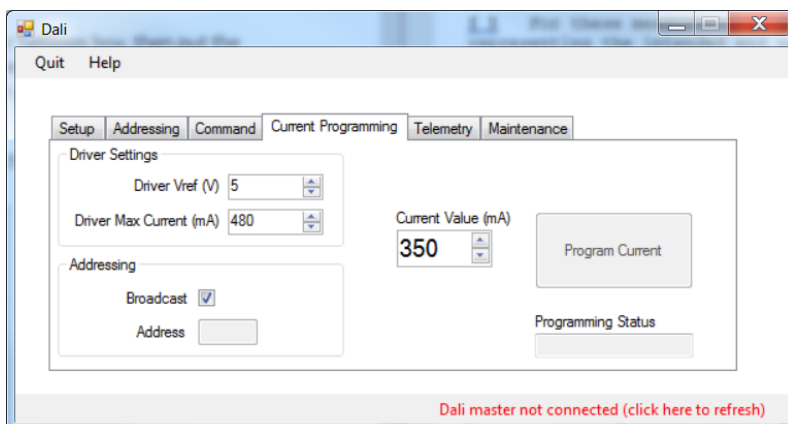 Dali
Quit Help
Setup Addressing Command Current Programming Telemetry Maintenance
Driver Settings
Driver Vref (V) 5
Driver Max Current (mA) 480
Current Value (mA)
350
Program Current
Addressing
Broadcast
Address
Programming Status
Dali master not connected (click here to refresh)